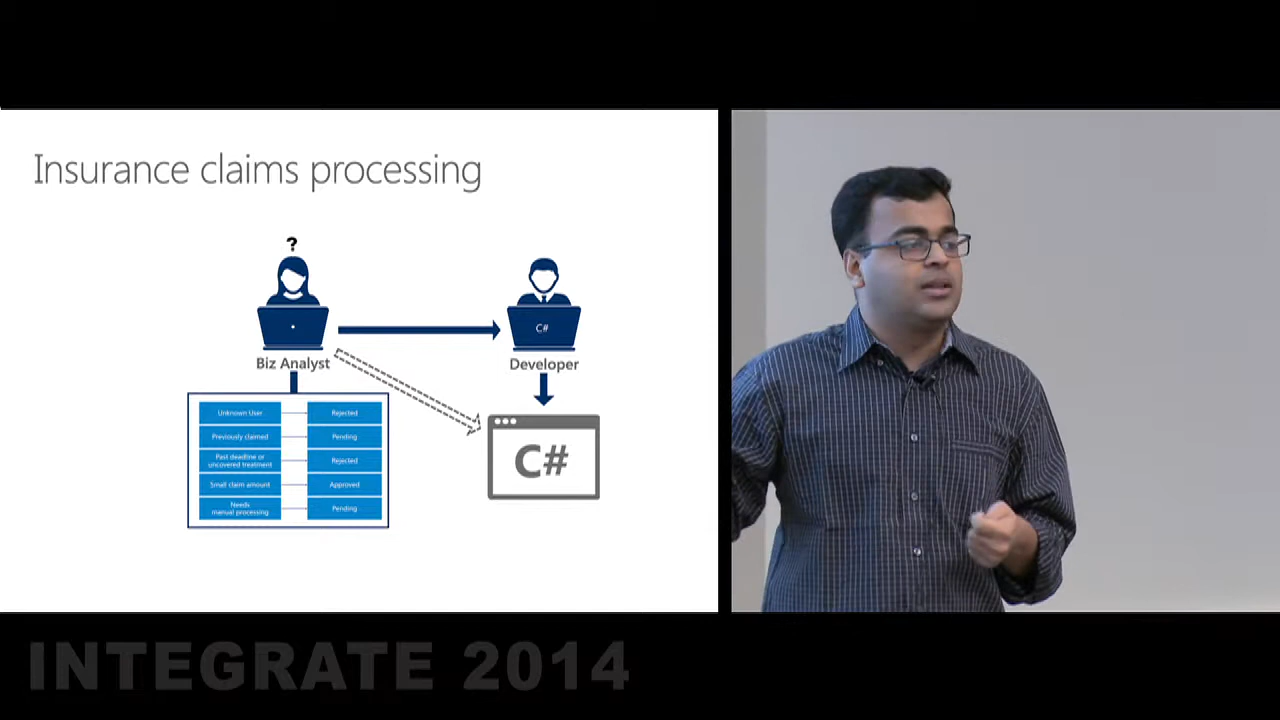 Insurance claims processing
?
C#
Biz Analyst
Developer
Unknown User
Rejected
Previously claimed
Pending
Past deadline or
uncovered treatment
Rejected
Small claim amount
Approved
Needs
manual processing
Pending
C#
INTEGRATE 2014